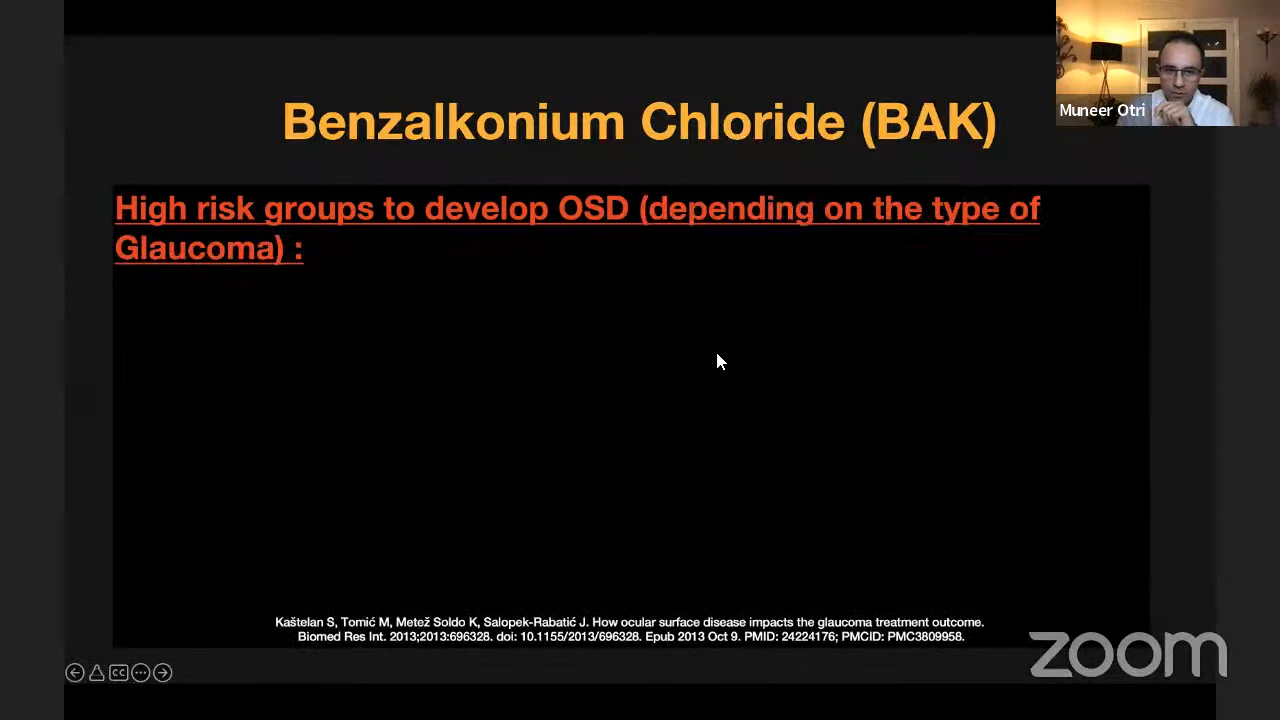 Benzalkonium Chloride (BAK)
Muneer Otri
High risk groups to develop OSD (depending on the type of
Glaucoma) :
Kaštelan S, Tomić M, Metež Soldo K, Salopek-Rabatić J. How ocular surface disease impacts the glaucoma treatment outcome.
Biomed Res Int. 2013;2013:696328. doi: 10.1155/2013/696328. Epub 2013 Oct 9. PMID: 24224176; PMCID: PMC3809958.
zoom
CC